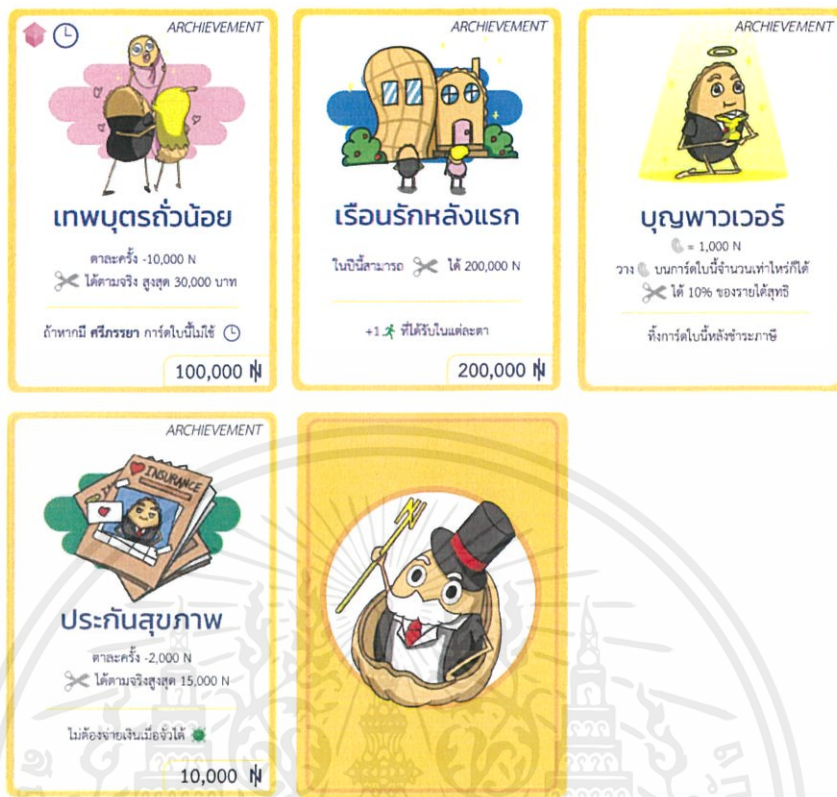 ARCHIEVEMENT
เทพบุตรถั่วน้อย
ตาละครั้ง -10,000 N
ได้ตามจริง สูงสุด 30,000 บาท
ถ้าหากมี ศรีภรรยา การ์ดใบนี้ไม่ใช้
100,000 N
ARCHIEVEMENT
เรือนรักหลังแรก
ในปีนี้สามารถ ได้ 200,000 N
+1 ที่ได้รับในแต่ละตา
200,000 N
ARCHIEVEMENT
บุญพาวเวอร์
= 1,000 N
วาง บนการ์ดใบนี้จำนวนเท่าไหร่ก็ได้
ได้ 10% ของรายได้สุทธิ
ทิ้งการ์ดใบนี้หลังชำระภาษี
ARCHIEVEMENT
INSURANCE
ประกันสุขภาพ
ตาละครั้ง -2,000 N
ได้ตามจริงสูงสุด 15,000 N
ไม่ต้องจ่ายเงินเมื่อจั่วได้
10,000 N